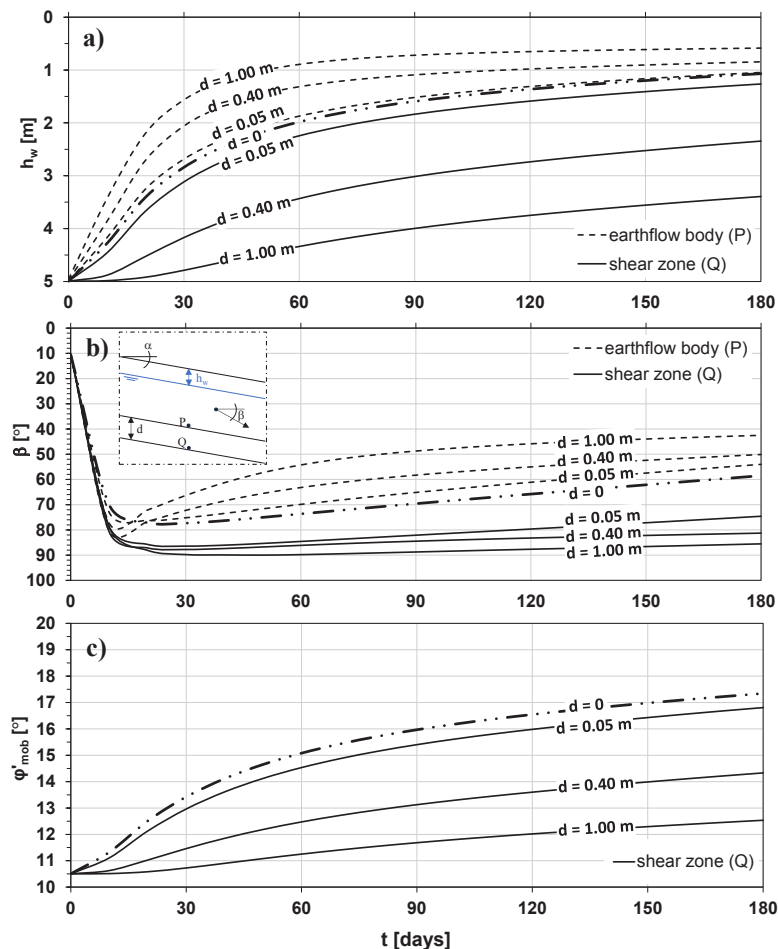 a)
0
1
2
3
4
5
h_w [m]
d = 1.00 m
d = 0.40 m
d = 0.05 m
d = 0
d = 0.05 m
d = 0.40 m
d = 1.00 m
earthflow body (P)
shear zone (Q)
0 30 60 90 120 150 180
b)
0
10
20
30
40
50
60
70
80
90
100
β [°]
α
h_w
β
P
d
Q
earthflow body (P)
shear zone (Q)
d = 1.00 m
d = 0.40 m
d = 0.05 m
d = 0
d = 0.05 m
d = 0.40 m
d = 1.00 m
0 30 60 90 120 150 180
c)
20
19
18
17
16
15
14
13
12
11
10
φ'_mob [°]
d = 0
d = 0.05 m
d = 0.40 m
d = 1.00 m
shear zone (Q)
0 30 60 90 120 150 180
t [days]